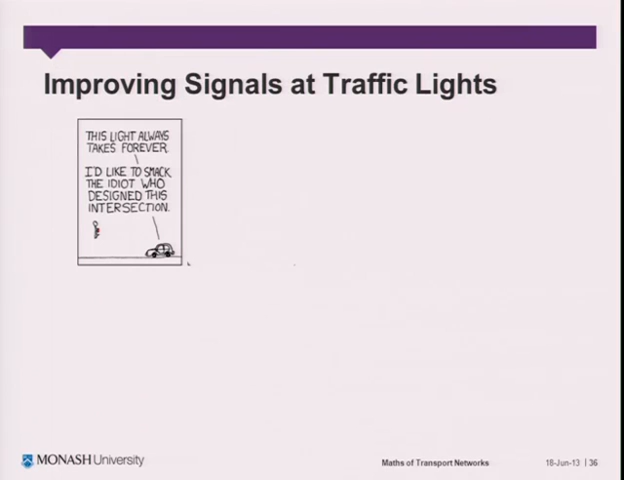 Improving Signals at Traffic Lights
THIS LIGHT ALWAYS
TAKES FOREVER.
I'D LIKE TO SMACK
THE IDIOT WHO
DESIGNED THIS
INTERSECTION.
MONASH University
Maths of Transport Networks
18-Jun-13 | 36